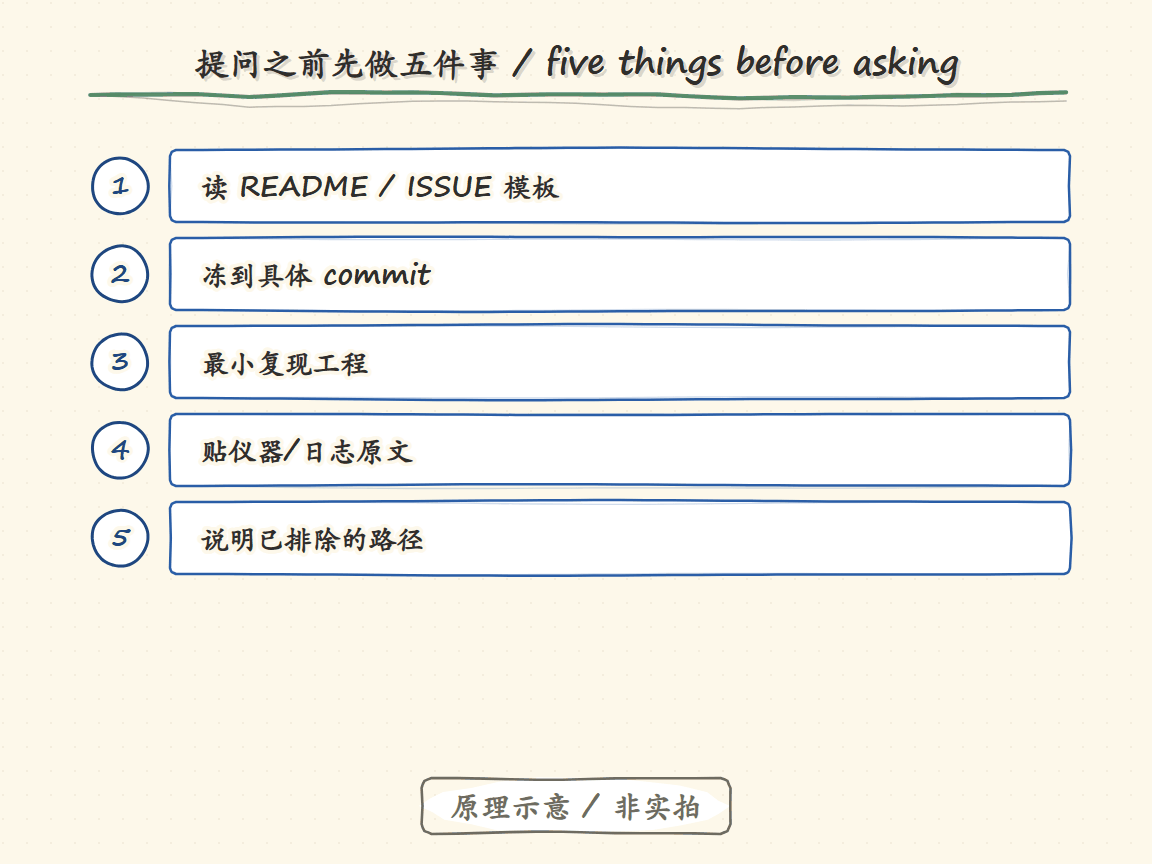 提问之前先做五件事 / five things before asking
1 读 README / ISSUE 模板
2 冻到具体 commit
3 最小复现工程
4 贴仪器/日志原文
5 说明已排除的路径
原理示意 / 非实拍